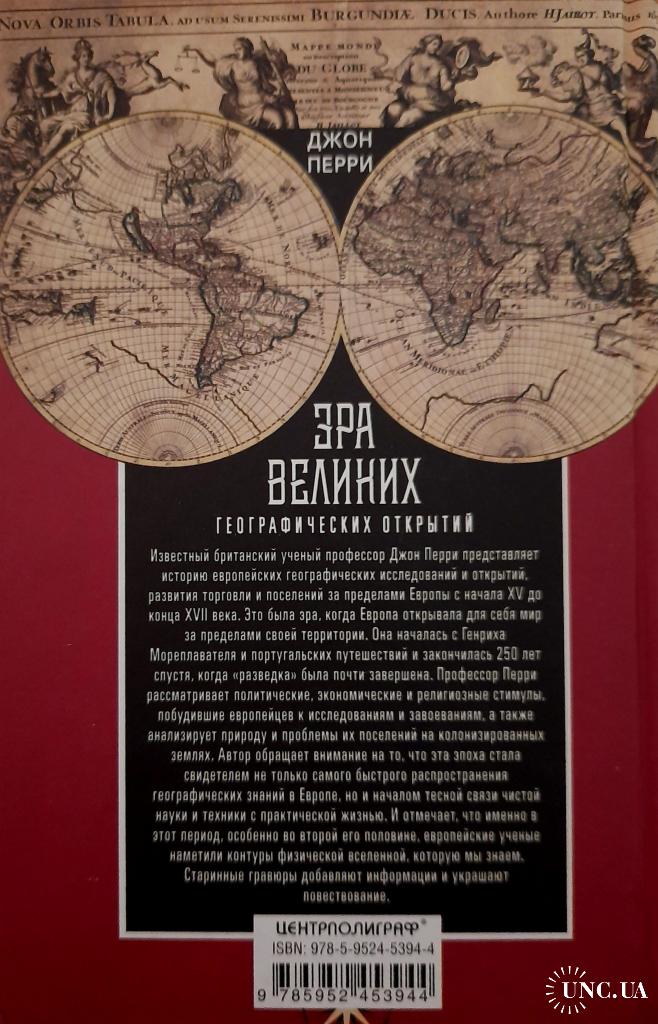 NOVA ORBIS TABULA, AD USUM SERENISSIMI BURGUNDIÆ DUCIS. Authore H.JAILLOT.
MAPPE MONDE
DU GLOBE
ДЖОН
ПЕРРИ
ЭРА
ВЕЛИКИХ
ГЕОГРАФИЧЕСКИХ ОТКРЫТИЙ
Известный британский ученый профессор Джон Перри представляет
историю европейских географических исследований и открытий,
развития торговли и поселений за пределами Европы с начала XV до
конца XVII века. Это была эра, когда Европа открывала для себя мир
за пределами своей территории. Она началась с Генриха
Мореплавателя и португальских путешествий и закончилась 250 лет
спустя, когда "разведка" была почти завершена. Профессор Перри
рассматривает политические, экономические и религиозные стимулы,
побудившие европейцев к исследованиям и завоеваниям, а также
анализирует природу и проблемы их поселений на колонизированных
землях. Автор обращает внимание на то, что эта эпоха стала
свидетелем не только самого быстрого распространения
географических знаний в Европе, но и началом тесной связи чистой
науки и техники с практической жизнью. И отмечает, что именно в
этот период, особенно во второй его половине, европейские ученые
наметили контуры физической вселенной, которую мы знаем.
Старинные гравюры добавляют информации и украшают
повествование.
ЦЕНТРПОЛИГРАФ®
ISBN: 978-5-9524-5394-4
9 785952 453944
UNC.UA